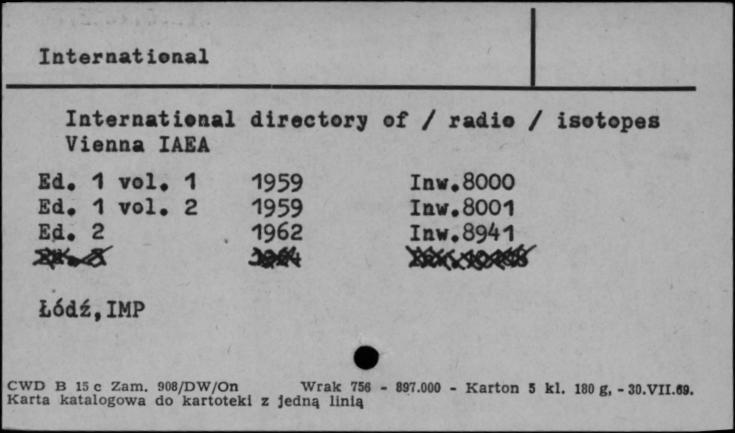 International
International directory of / radio / isotopes
Vienna IAEA
Ed. 1 vol. 1 1959 Inw.8000
Ed. 1 vol. 2 1959 Inw.8001
Ed. 2 1962 Inw.8941
Łódź,IMP
CWD B 15 c Zam. 908/DW/On Wrak 756 - 897.000 - Karton 5 kl. 180 g, - 30.VII.69.
Karta katalogowa do kartoteki z jedną linią